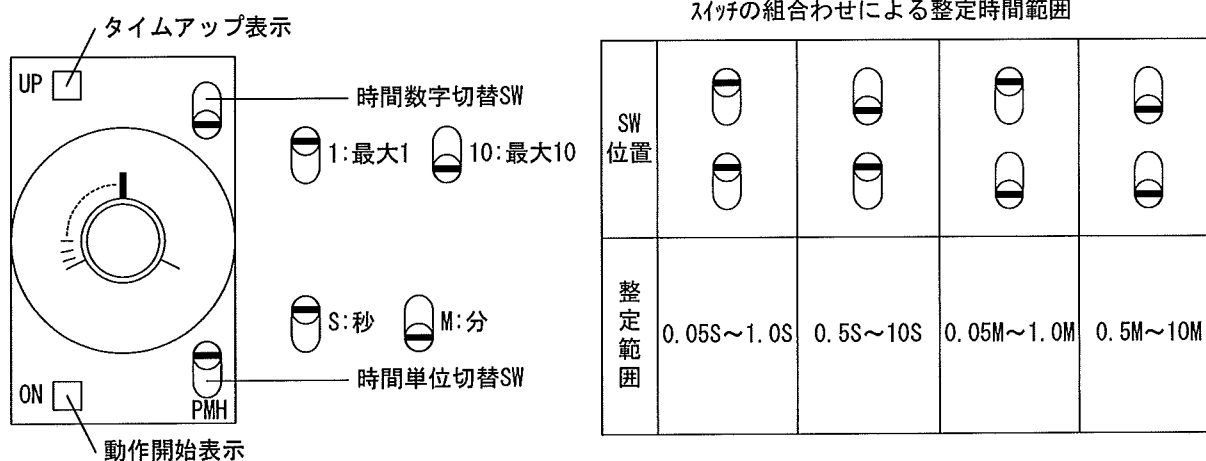 タイムアップ表示
UP
時間数字切替SW
1:最大1
10:最大10
S:秒
M:分
時間単位切替SW
ON
PMH
動作開始表示
ｽｲｯﾁの組合わせによる整定時間範囲
SW
位置
整定範囲
0.05S～1.0S
0.5S～10S
0.05M～1.0M
0.5M～10M